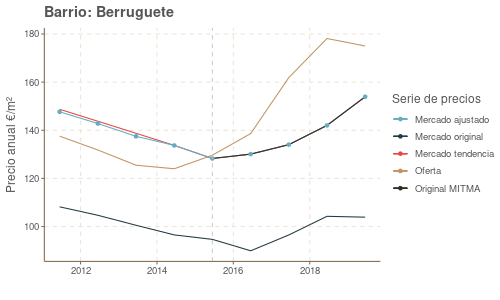 Barrio: Berruguete
Precio anual €/m²
180
160
140
120
100
2012
2014
2016
2018
Serie de precios
Mercado ajustado
Mercado original
Mercado tendencia
Oferta
Original MITMA